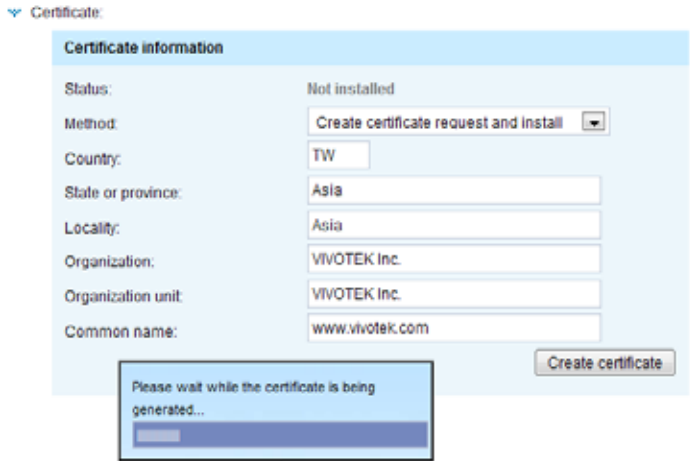 Certificate:
Certificate information
Status: Not installed
Method: Create certificate request and install
Country: TW
State or province: Asia
Locality: Asia
Organization: VIVOTEK Inc.
Organization unit: VIVOTEK Inc.
Common name: www.vivotek.com
Create certificate
Please wait while the certificate is being
generated...